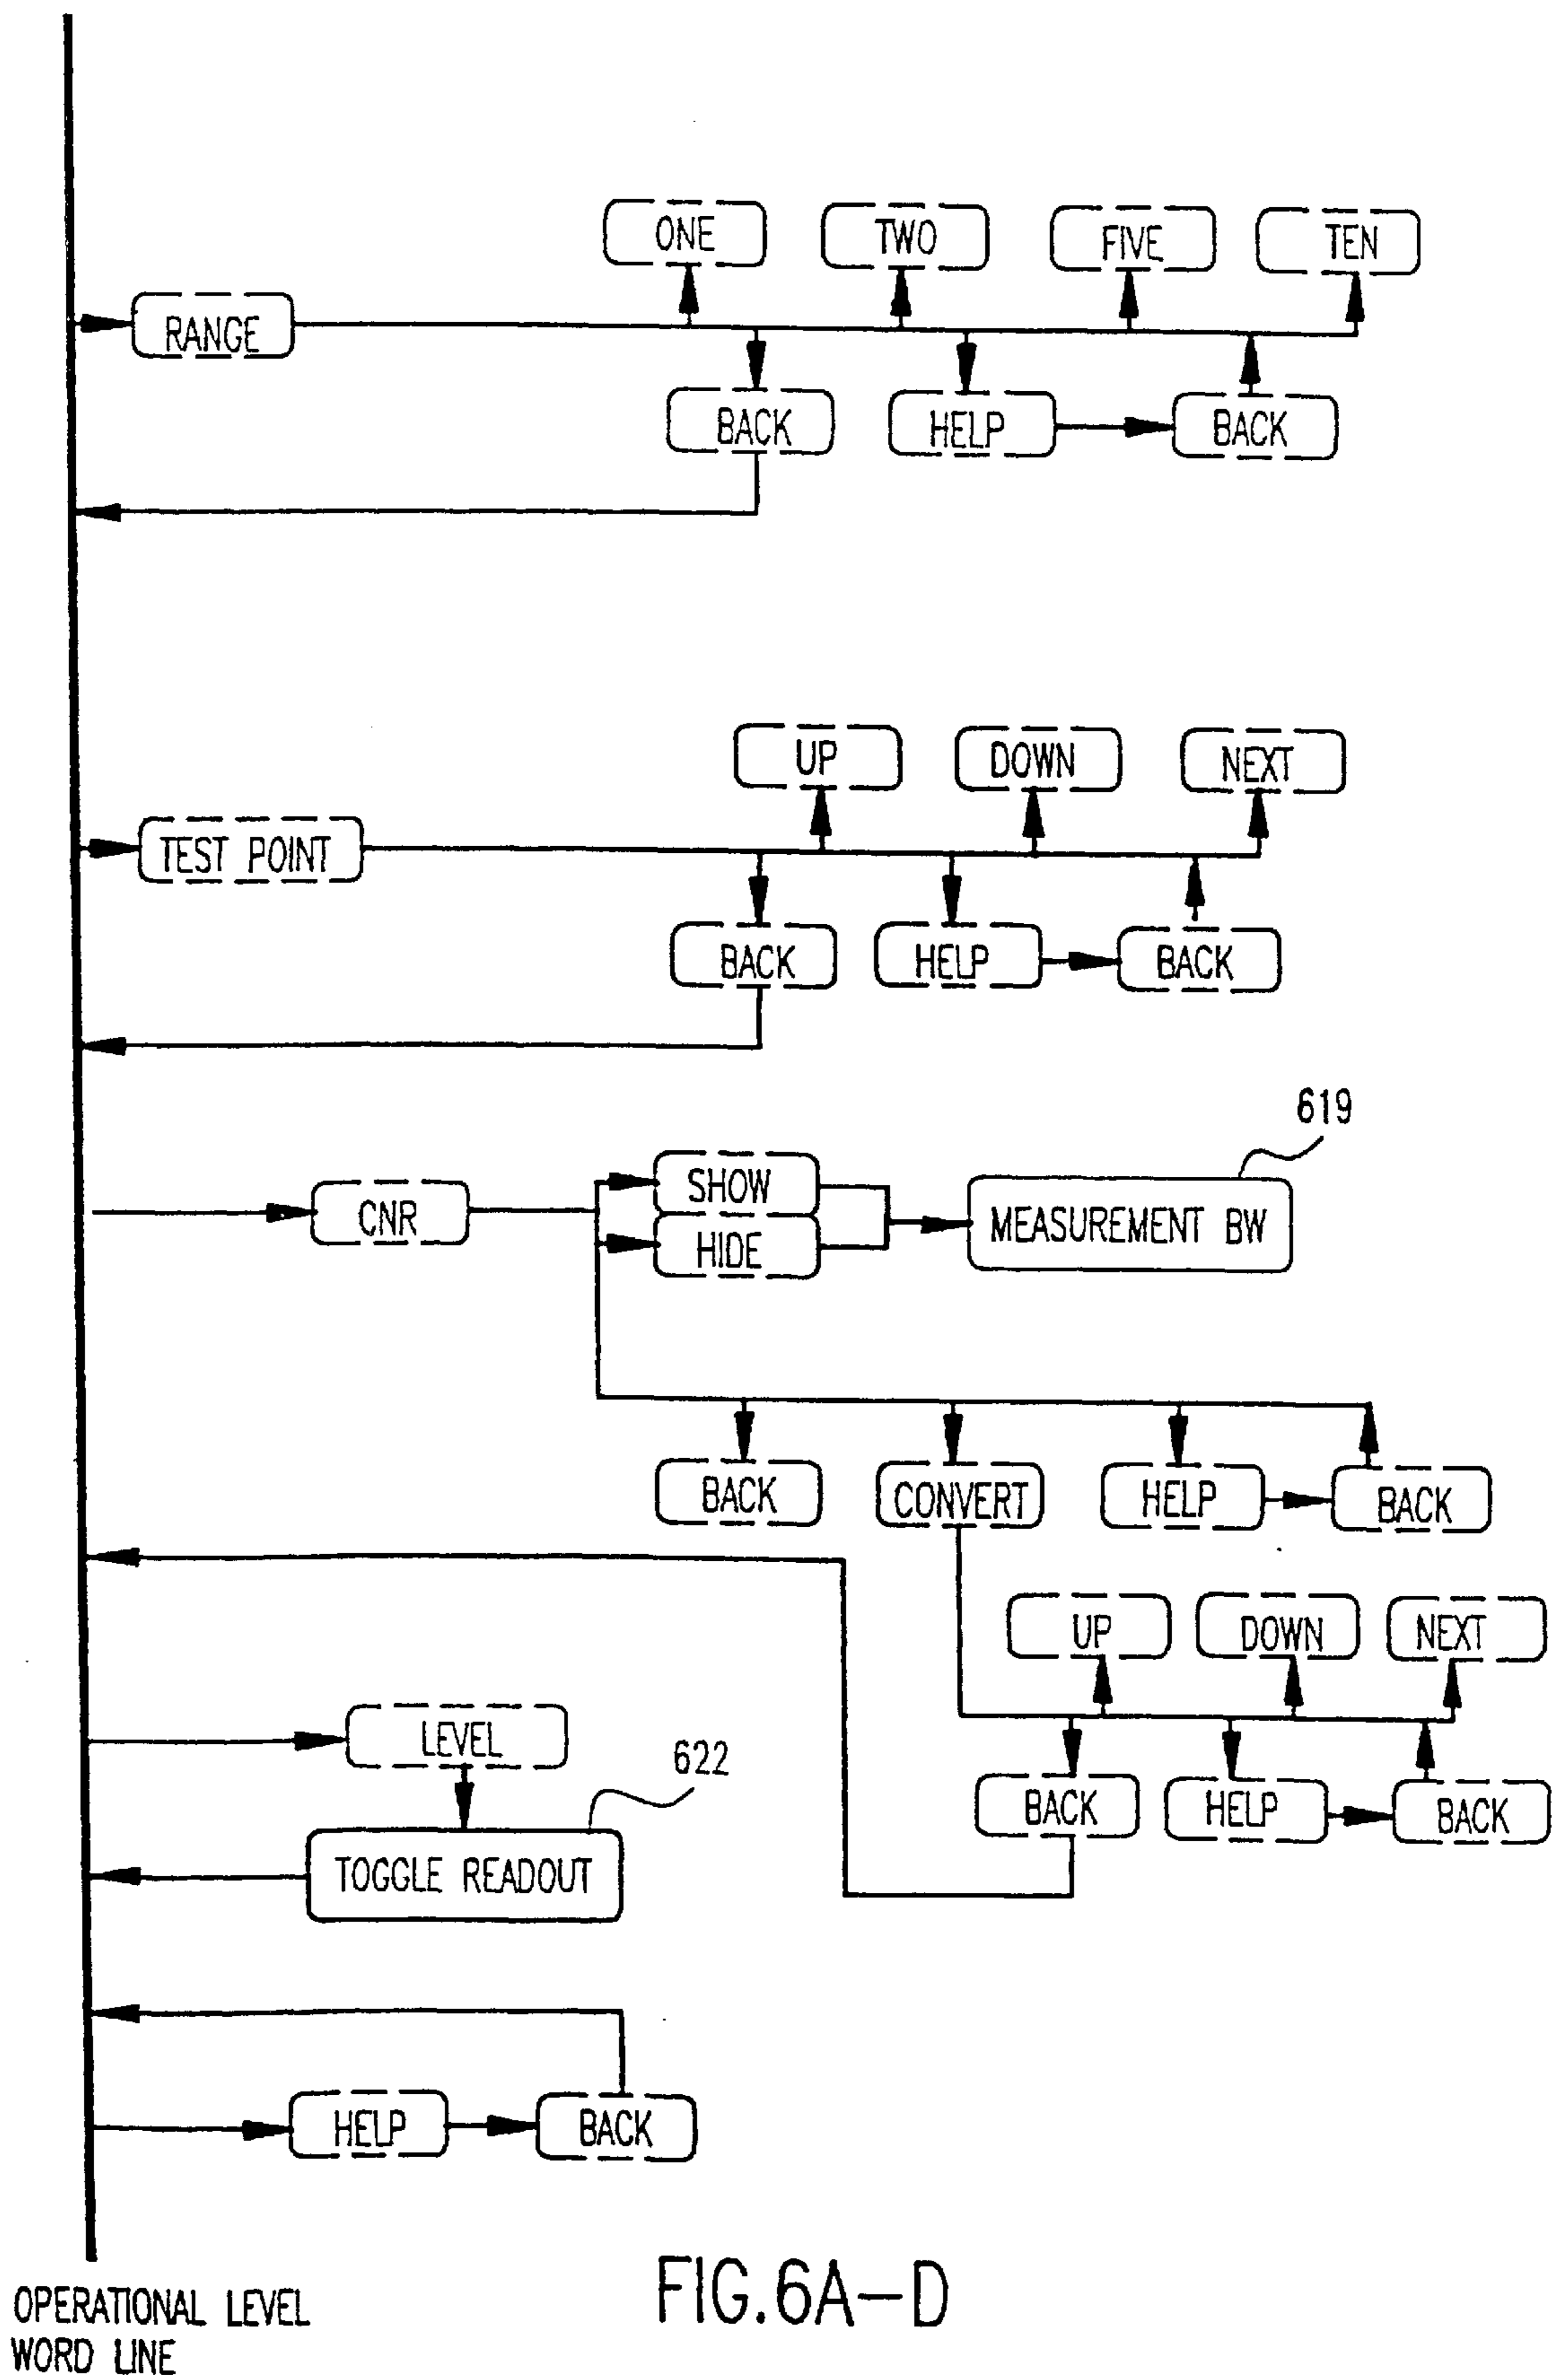 ONE
TWO
FIVE
TEN
RANGE
BACK
HELP
BACK
UP
DOWN
NEXT
TEST POINT
BACK
HELP
BACK
619
SHOW
CNR
MEASUREMENT BW
HIDE
BACK
CONVERT
HELP
BACK
UP
DOWN
NEXT
LEVEL
622
BACK
HELP
BACK
TOGGLE READOUT
HELP
BACK
FIG.6A-D
OPERATIONAL LEVEL
WORD LINE